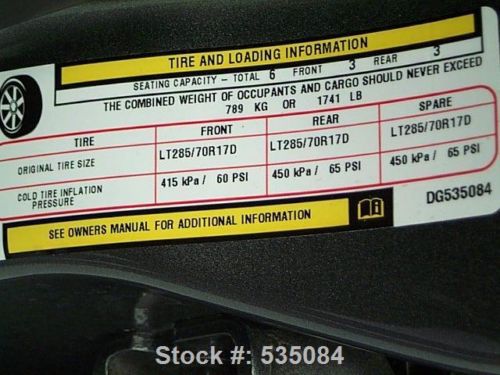 TIRE AND LOADING INFORMATION
SEATING CAPACITY - TOTAL 6 FRONT 3 REAR 3
THE COMBINED WEIGHT OF OCCUPANTS AND CARGO SHOULD NEVER EXCEED
789 KG OR 1741 LB
TIRE FRONT REAR SPARE
ORIGINAL TIRE SIZE LT285/70R17D LT285/70R17D LT285/70R17D
COLD TIRE INFLATION PRESSURE 415 kPa / 60 PSI 450 kPa / 65 PSI 450 kPa / 65 PSI
SEE OWNERS MANUAL FOR ADDITIONAL INFORMATION DG535084
Stock #: 535084